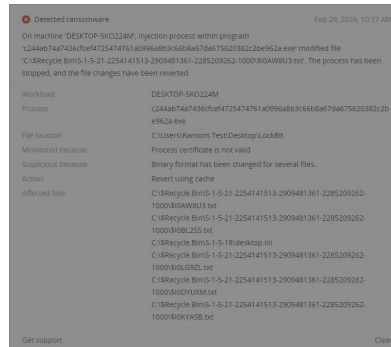 Detected ransomware Feb 29, 2024, 10:17 AM
On machine 'DESKTOP-5KO224M', injection process within program
'c244ab74a7436cfcef4725474761a0996a8b3c66b8a67da675620382c2be962a.exe' modified file
'C:\$Recycle.Bin\S-1-5-21-2254141513-2909481361-2285209262-1000\$I0AW8U3.txt'. The process has been
stopped, and the file changes have been reverted.
Workload DESKTOP-5KO224M
Process c244ab74a7436cfcef4725474761a0996a8b3c66b8a67da675620382c2b
e962a.exe
File location C:\Users\Ransom.Test\Desktop\LockBit
Monitored because Process certificate is not valid
Suspicious because Binary format has been changed for several files.
Action Revert using cache
Affected files C:\$Recycle.Bin\S-1-5-21-2254141513-2909481361-2285209262-
1000\$I0AW8U3.txt
C:\$Recycle.Bin\S-1-5-21-2254141513-2909481361-2285209262-
1000\$I0BL25S.txt
C:\$Recycle.Bin\S-1-5-18\desktop.ini
C:\$Recycle.Bin\S-1-5-21-2254141513-2909481361-2285209262-
1000\$I0LG9ZL.txt
C:\$Recycle.Bin\S-1-5-21-2254141513-2909481361-2285209262-
1000\$I0DYUXM.txt
C:\$Recycle.Bin\S-1-5-21-2254141513-2909481361-2285209262-
1000\$I0KYASB.txt
Get support Clear